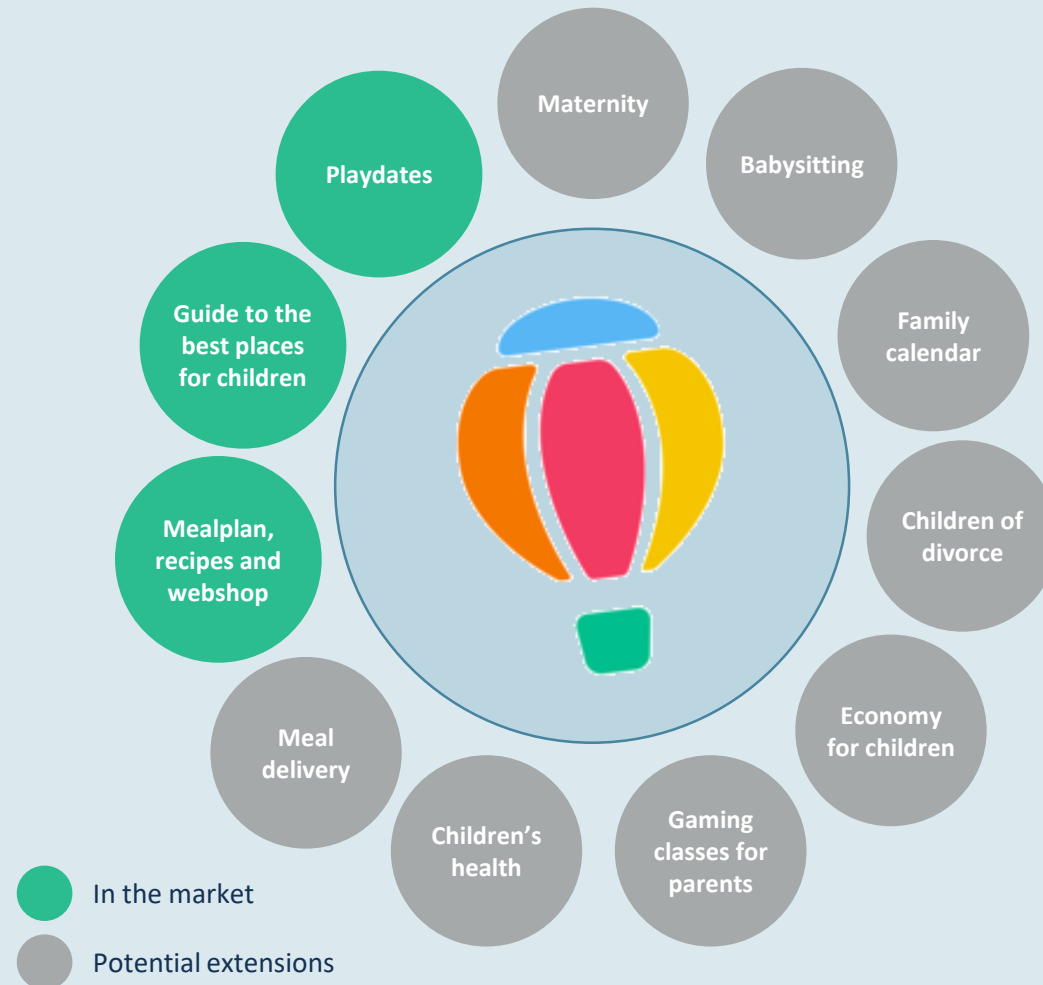 Maternity
Playdates
Babysitting
Guide to the
best places
for children
Family
calendar
Mealplan,
recipes and
webshop
Children of
divorce
Meal
delivery
Economy
for children
Children’s
health
Gaming
classes for
parents
In the market
Potential extensions